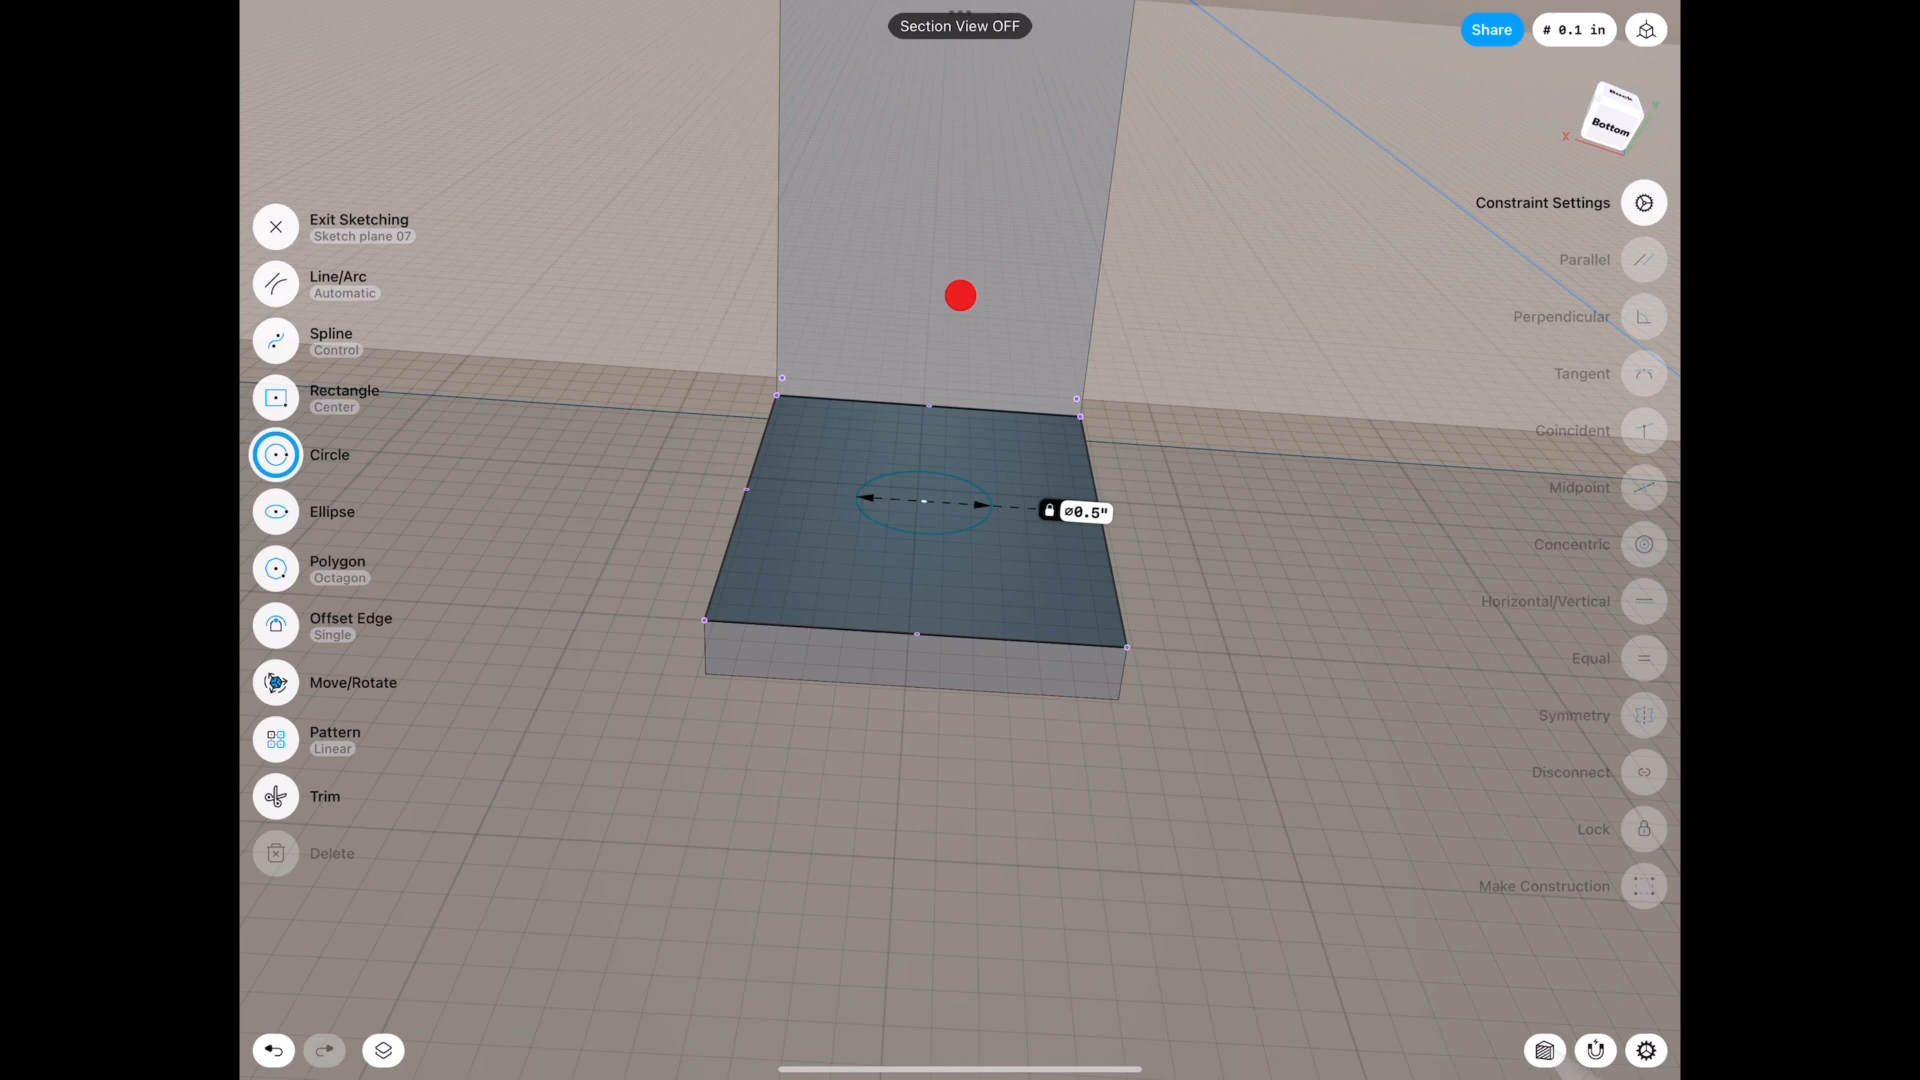 Section View OFF
Share
# 0.1 in
Back
Bottom
X
Y
Constraint Settings
Exit Sketching
Sketch plane 07
Line/Arc
Automatic
Spline
Control
Rectangle
Center
Circle
Ellipse
Polygon
Octagon
Offset Edge
Single
Move/Rotate
Pattern
Linear
Trim
Delete
⌀0.5"
Parallel
Perpendicular
Tangent
Coincident
Midpoint
Concentric
Horizontal/Vertical
Equal
Symmetry
Disconnect
Lock
Make Construction